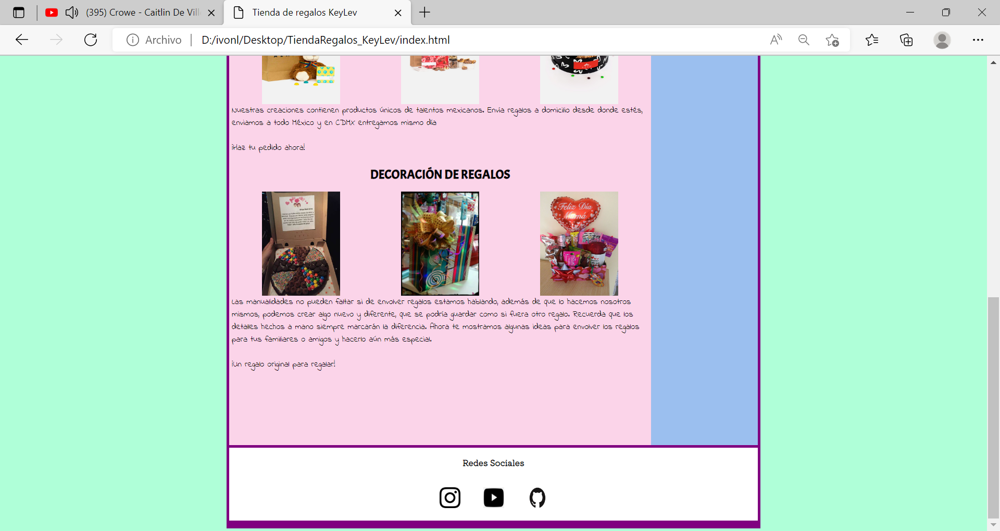 (395) Crowe - Caitlin De Vill
Tienda de regalos KeyLev
Archivo
D:/ivonl/Desktop/TiendaRegalos_KeyLev/index.html
Nuestras creaciones contienen productos únicos de talentos mexicanos. Envía regalos a domicilio desde donde estés,
enviamos a todo México y en CDMX entregamos mismo día
¡Haz tu pedido ahora!
DECORACIÓN DE REGALOS
Feliz Día
Mamá
Las manualidades no pueden faltar si de envolver regalos estamos hablando, además de que lo hacemos nosotros
mismos, podemos crear algo nuevo y diferente, que se podría guardar como si fuera otro regalo. Recuerda que los
detalles hechos a mano siempre marcarán la diferencia. Ahora te mostramos algunas ideas para envolver los regalos
para tus familiares o amigos y hacerlo aún más especial.
¡Un regalo original para regalar!
Redes Sociales